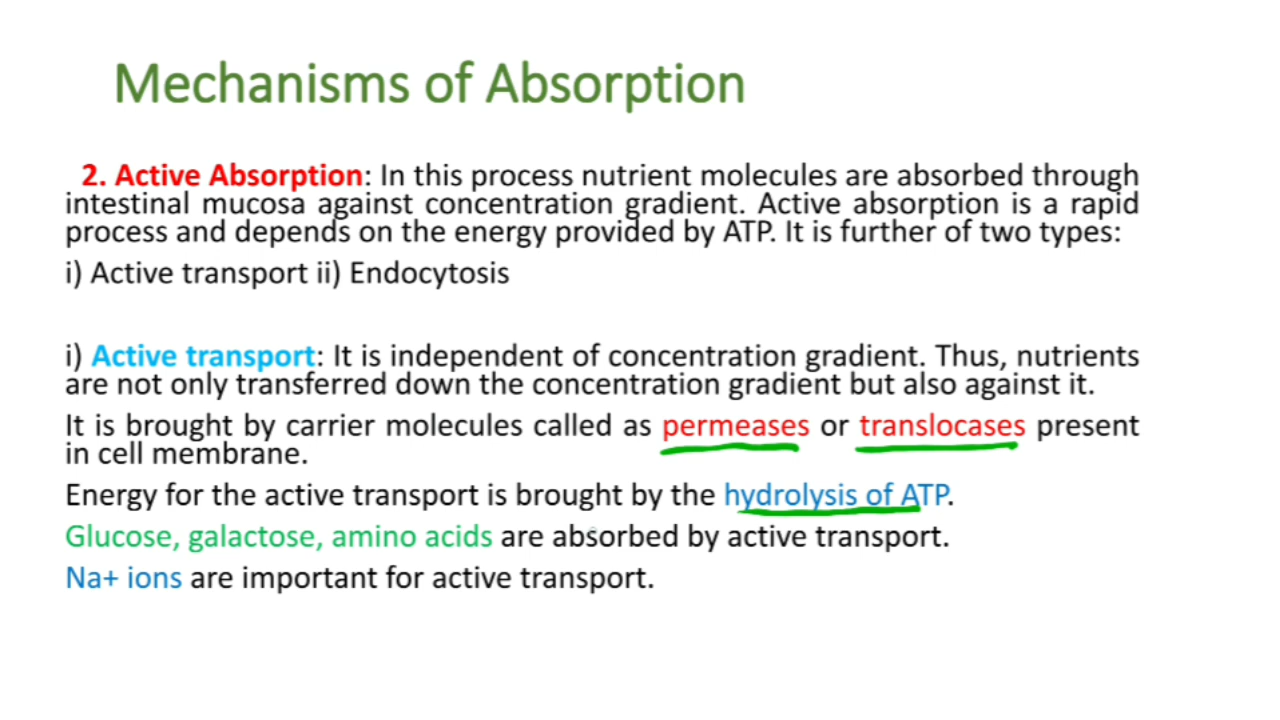 Mechanisms of Absorption
2. Active Absorption: In this process nutrient molecules are absorbed through
intestinal mucosa against concentration gradient. Active absorption is a rapid
process and depends on the energy provided by ATP. It is further of two types:
i) Active transport ii) Endocytosis
i) Active transport: It is independent of concentration gradient. Thus, nutrients
are not only transferred down the concentration gradient but also against it.
It is brought by carrier molecules called as permeases or translocases present
in cell membrane.
Energy for the active transport is brought by the hydrolysis of ATP.
Glucose, galactose, amino acids are absorbed by active transport.
Na+ ions are important for active transport.